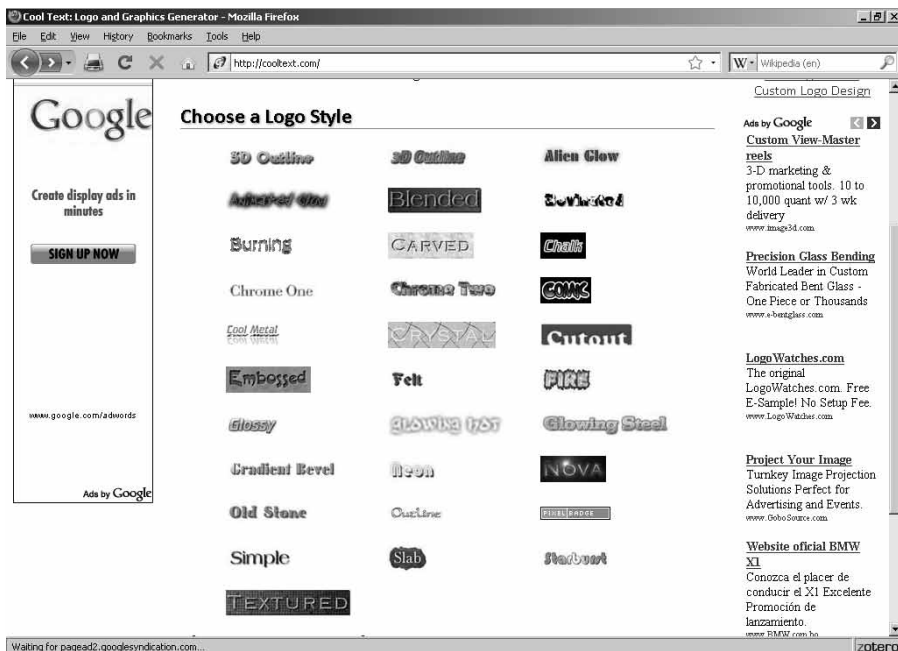 Cool Text: Logo and Graphics Generator - Mozilla Firefox
File Edit View History Bookmarks Tools Help
http://cooltext.com/
W Wikipedia (en)
Google
Create display ads in
minutes
SIGN UP NOW
www.google.com/adwords
Ads by Google
Choose a Logo Style
3D Outline 3D Outline Alien Glow
Blended
Burning CARVED Chalk
Chrome One Chrome Two COMIC
Cool Metal CRYSTAL Cutout
Embossed Felt FIRE
Glossy GLOWING HOT Glowing Steel
Gradient Bevel Neon NOVA
Old Stone Outline PIXEL BADGE
Simple Slab Starburst
TEXTURED
Custom Logo Design
Ads by Google
Custom View-Master
reels
3-D marketing &
promotional tools. 10 to
10,000 quant w/ 3 wk
delivery
www.image3d.com
Precision Glass Bending
World Leader in Custom
Fabricated Bent Glass -
One Piece or Thousands
www.e-bentglass.com
LogoWatches.com
The original
LogoWatches.com. Free
E-Sample! No Setup Fee.
www.LogoWatches.com
Project Your Image
Turnkey Image Projection
Solutions Perfect for
Advertising and Events.
www.GoboSource.com
Website oficial BMW
X1
Conozca el placer de
conducir el X1 Excelente
Promoción de
lanzamiento.
www.BMW.com.bo
Waiting for pagead2.googlesyndication.com...
zotero